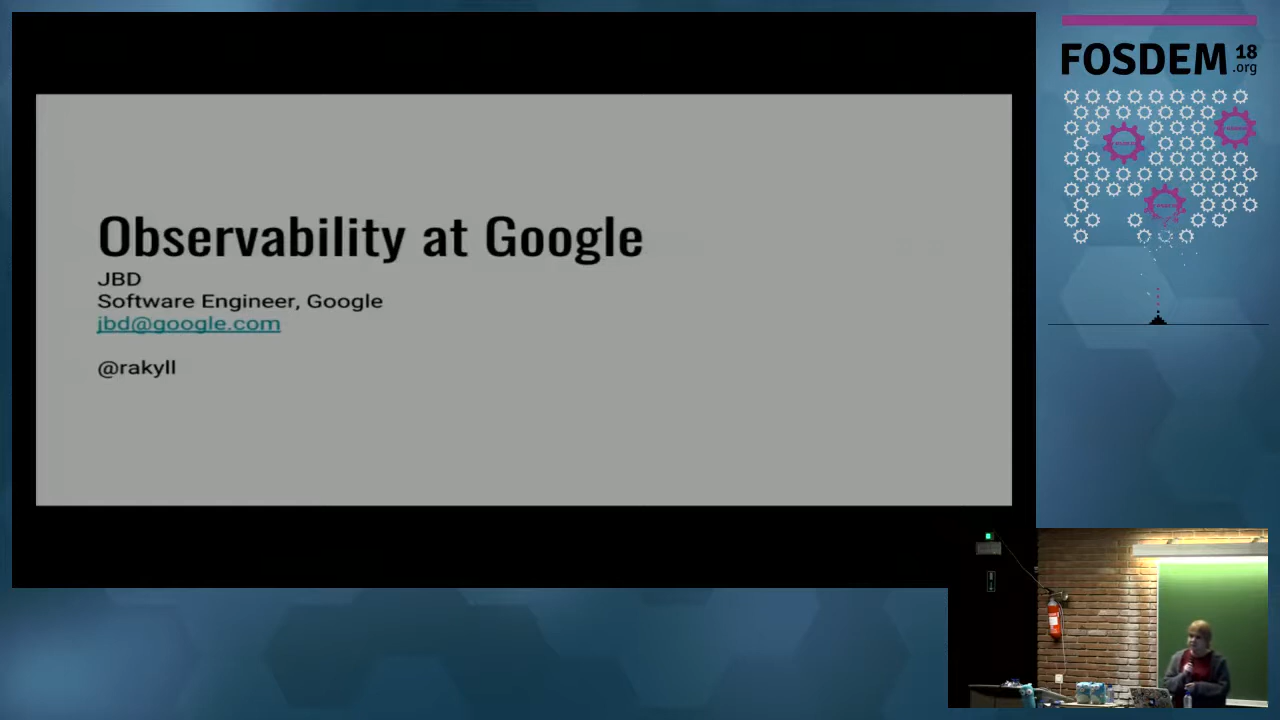 Observability at Google
JBD
Software Engineer, Google
jbd@google.com
@rakyll
FOSDEM 18
.org